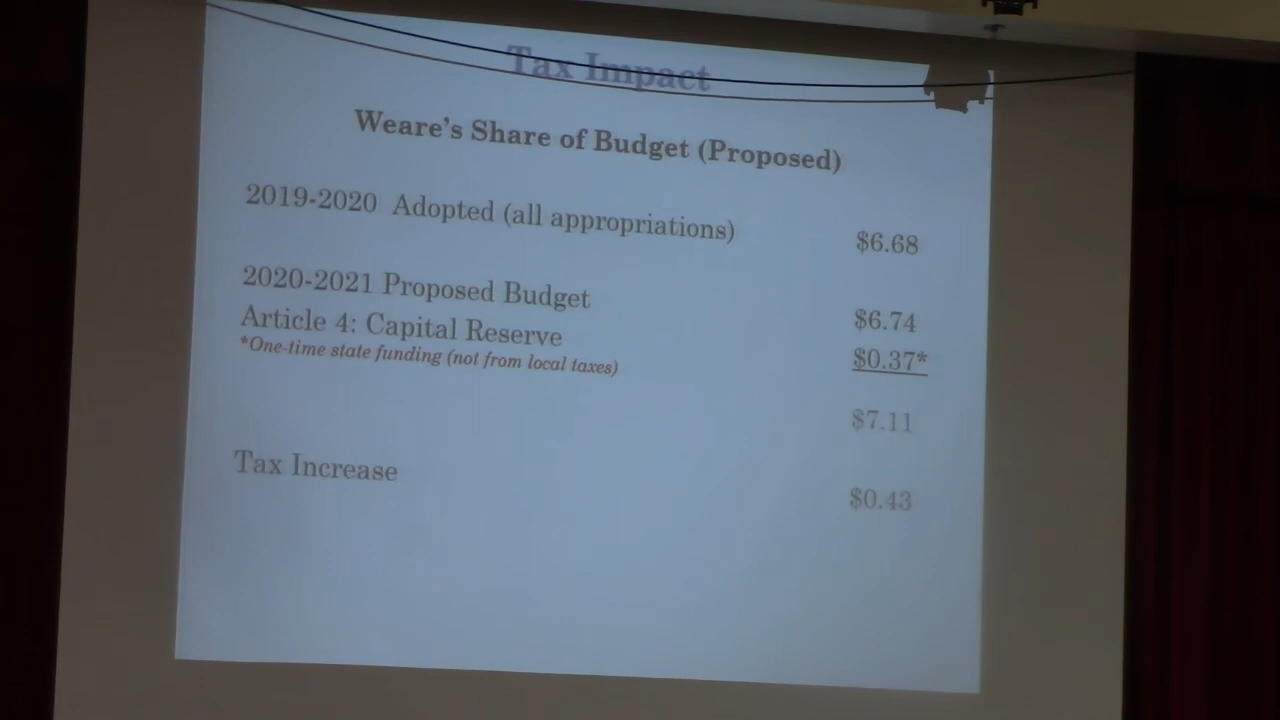 Tax Impact
Weare's Share of Budget (Proposed)
2019-2020 Adopted (all appropriations) $6.68
2020-2021 Proposed Budget $6.74
Article 4: Capital Reserve $0.37*
*One-time state funding (not from local taxes)
$7.11
Tax Increase $0.43